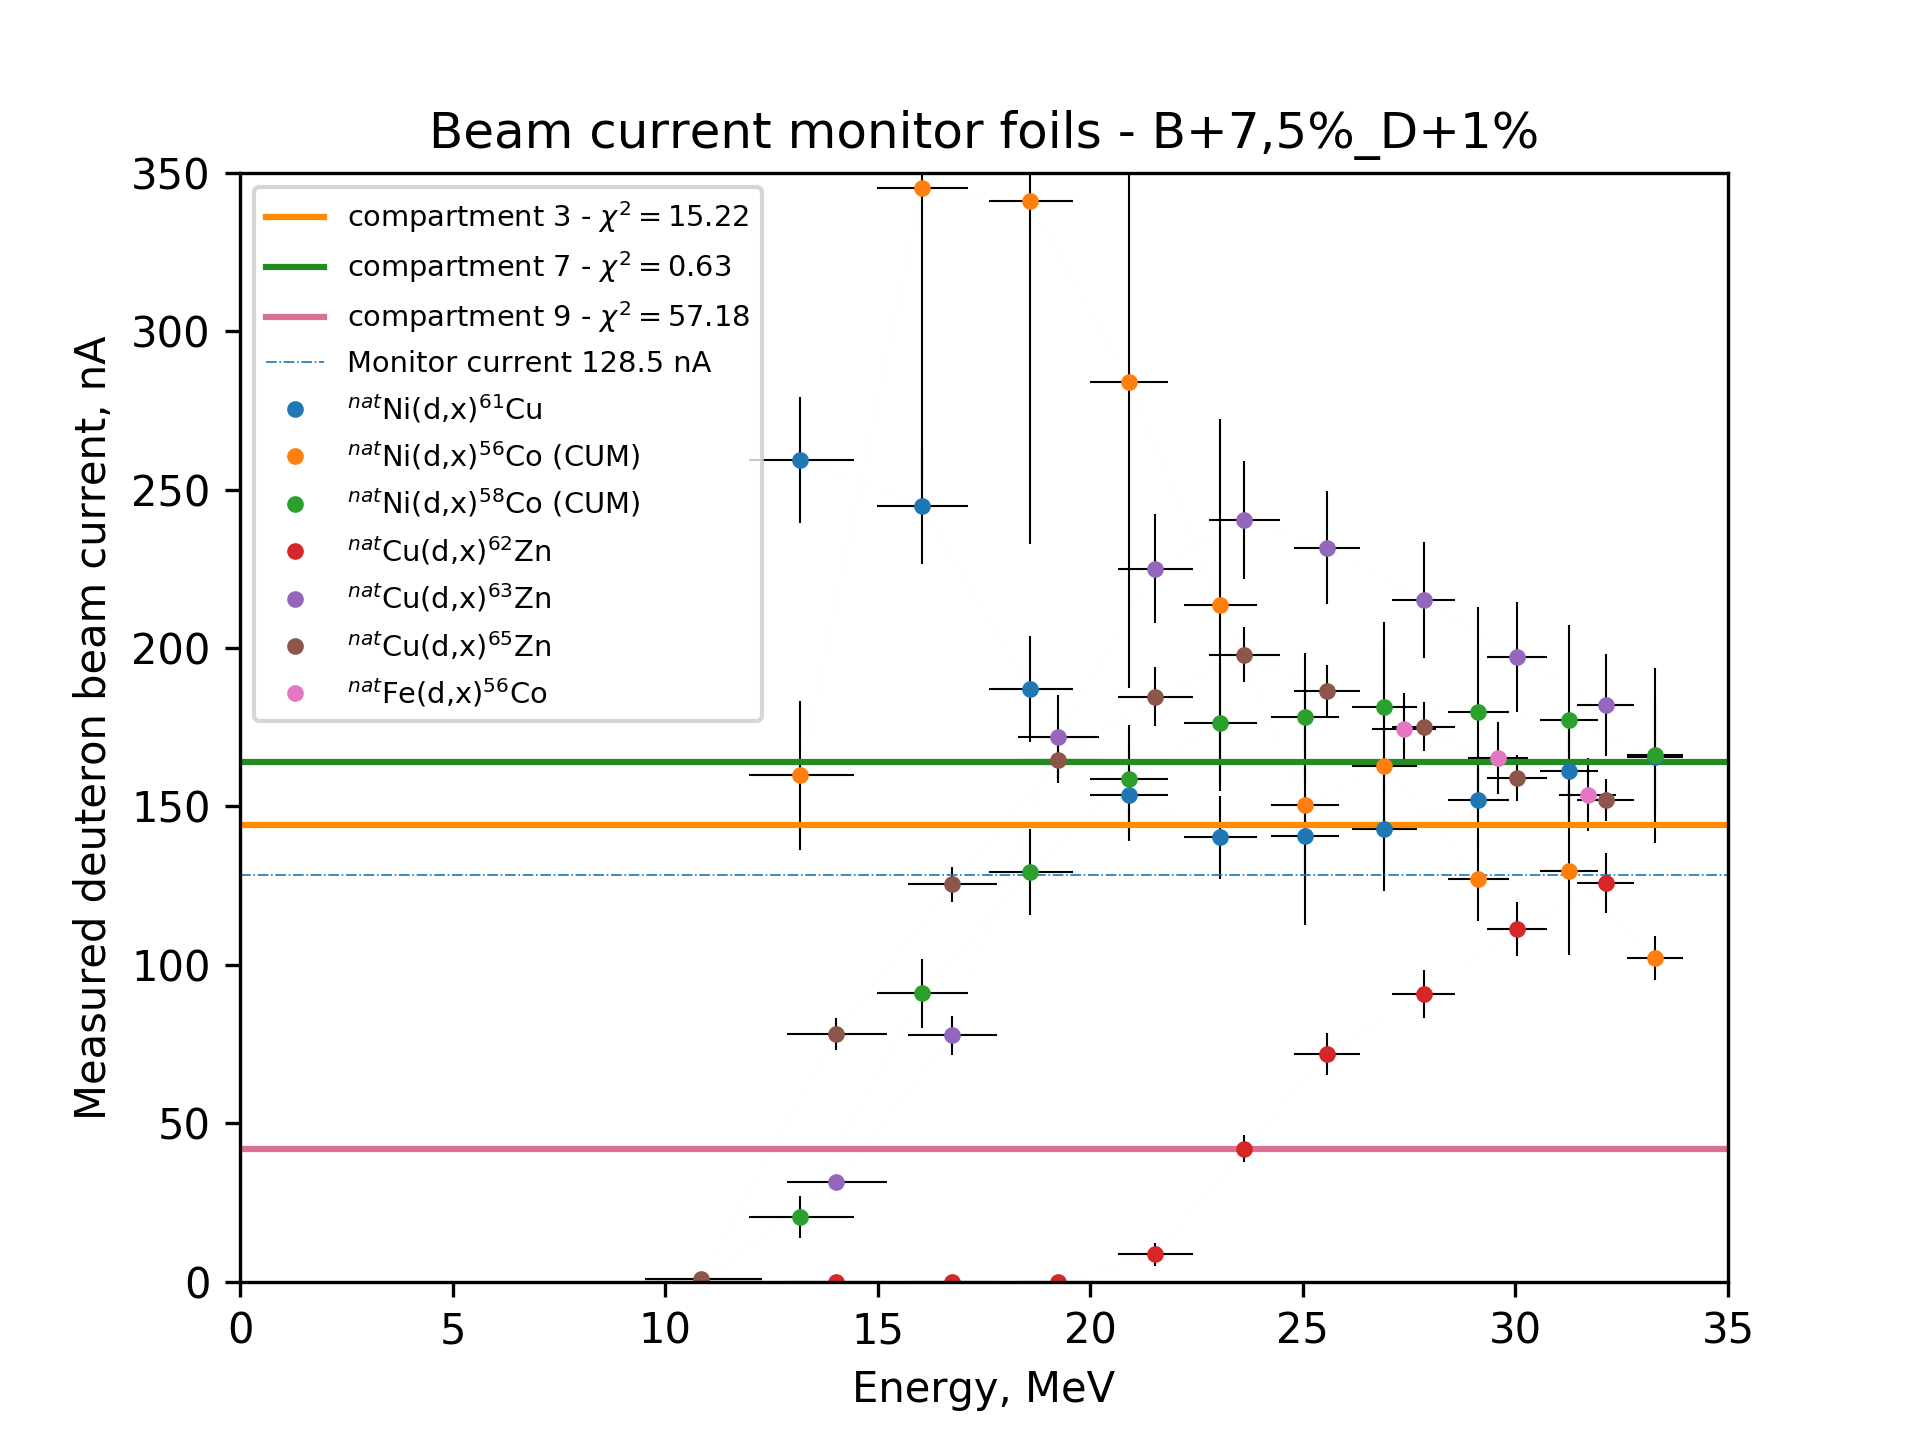 Beam current monitor foils - B+7,5%_D+1%
Measured deuteron beam current, nA
350
300
250
200
150
100
50
0
compartment 3 - χ² = 15.22
compartment 7 - χ² = 0.63
compartment 9 - χ² = 57.18
Monitor current 128.5 nA
ⁿᵃᵗNi(d,x)⁶¹Cu
ⁿᵃᵗNi(d,x)⁵⁶Co (CUM)
ⁿᵃᵗNi(d,x)⁵⁸Co (CUM)
ⁿᵃᵗCu(d,x)⁶²Zn
ⁿᵃᵗCu(d,x)⁶³Zn
ⁿᵃᵗCu(d,x)⁶⁵Zn
ⁿᵃᵗFe(d,x)⁵⁶Co
0 5 10 15 20 25 30 35
Energy, MeV